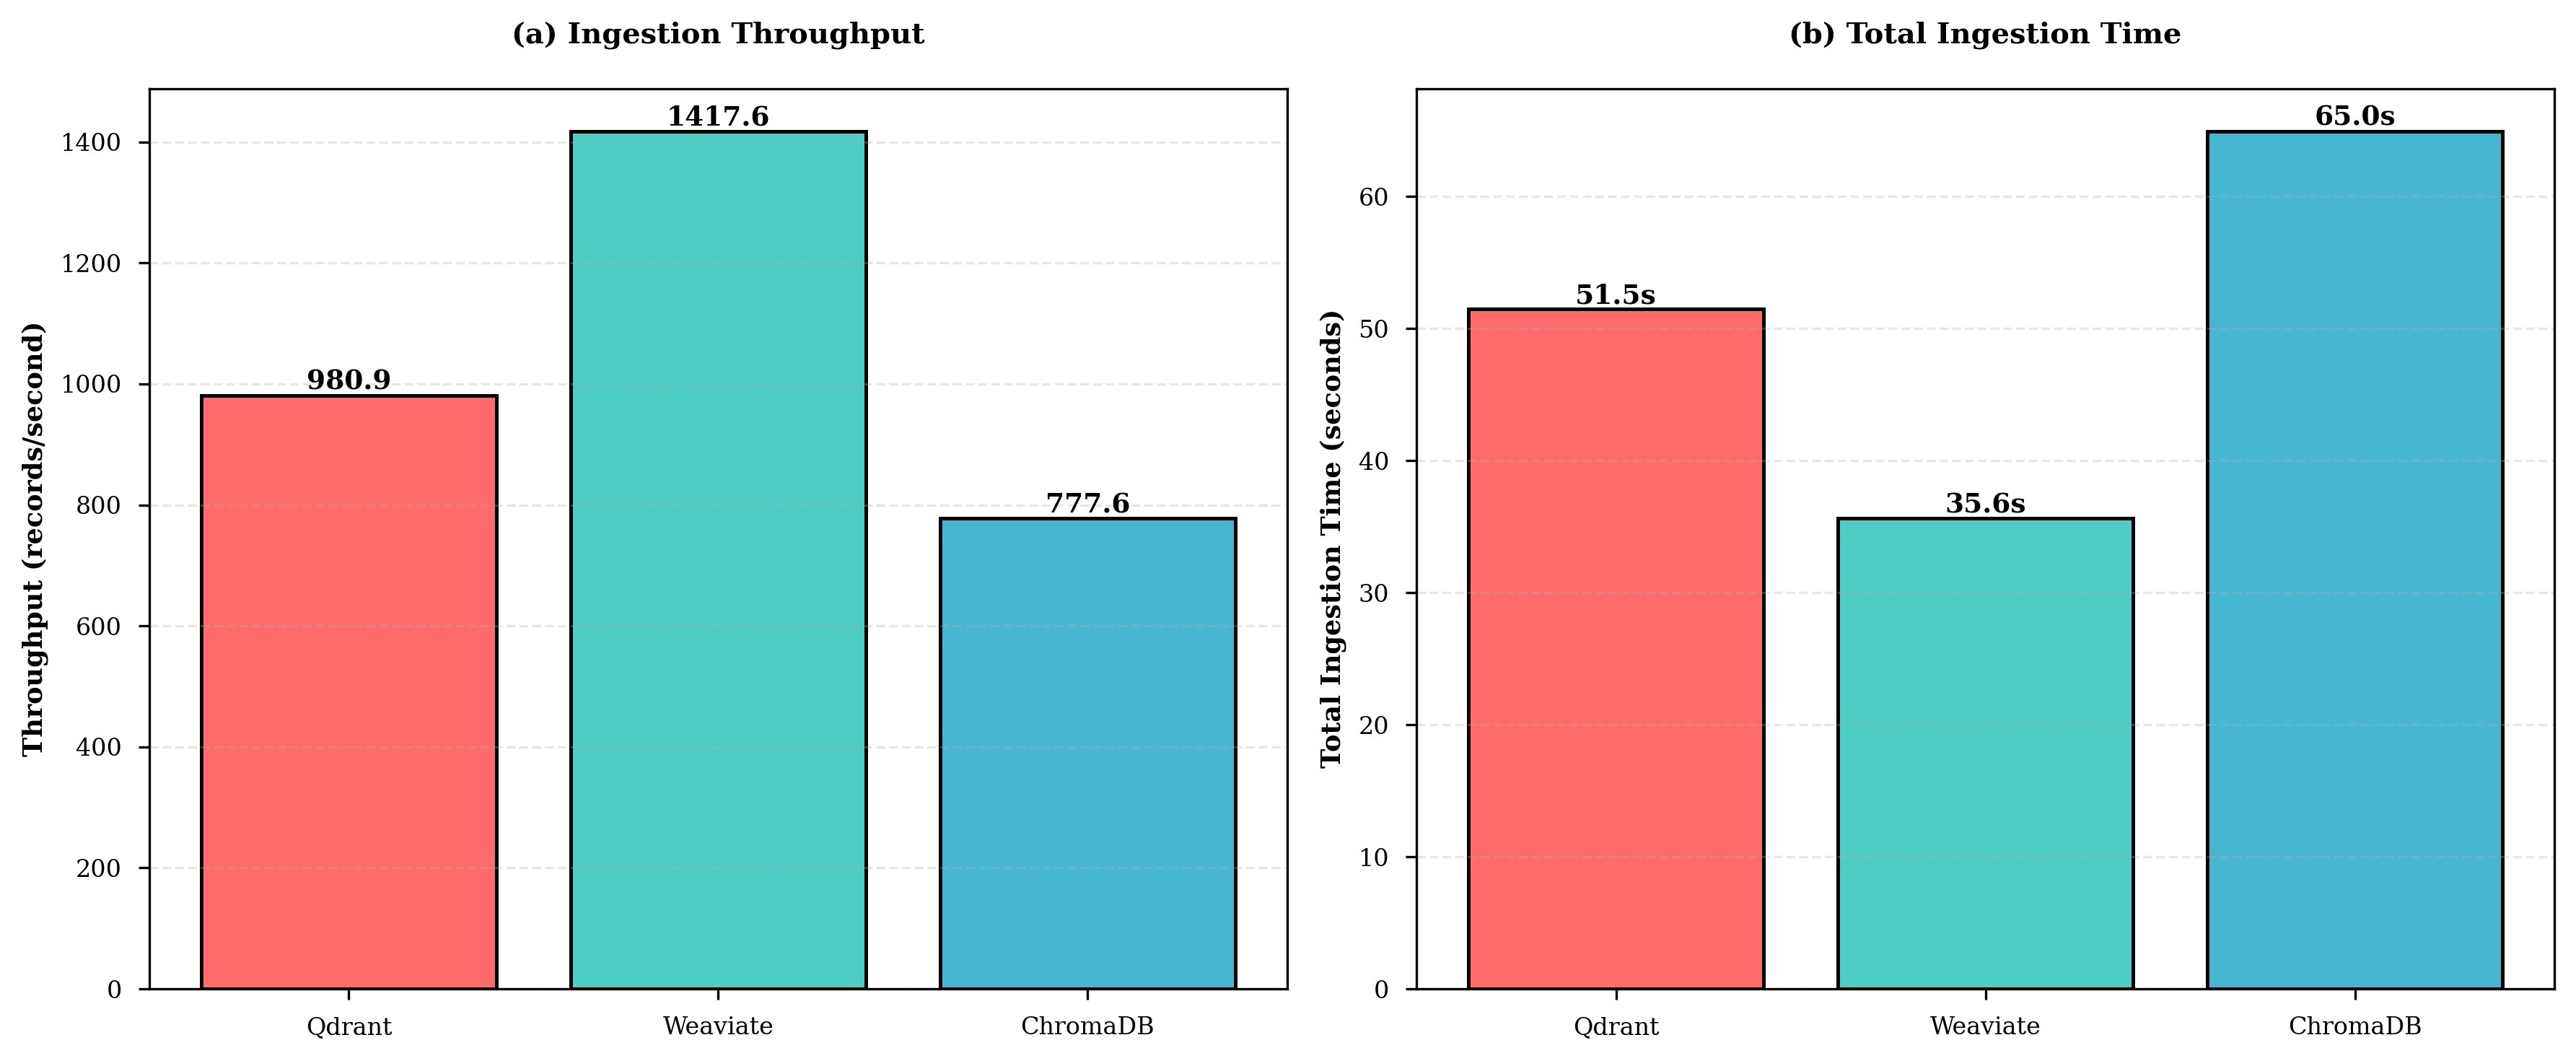 (a) Ingestion Throughput
Throughput (records/second)
1400
1200
1000
800
600
400
200
0
980.9
1417.6
777.6
Qdrant
Weaviate
ChromaDB
(b) Total Ingestion Time
Total Ingestion Time (seconds)
60
50
40
30
20
10
0
51.5s
35.6s
65.0s
Qdrant
Weaviate
ChromaDB